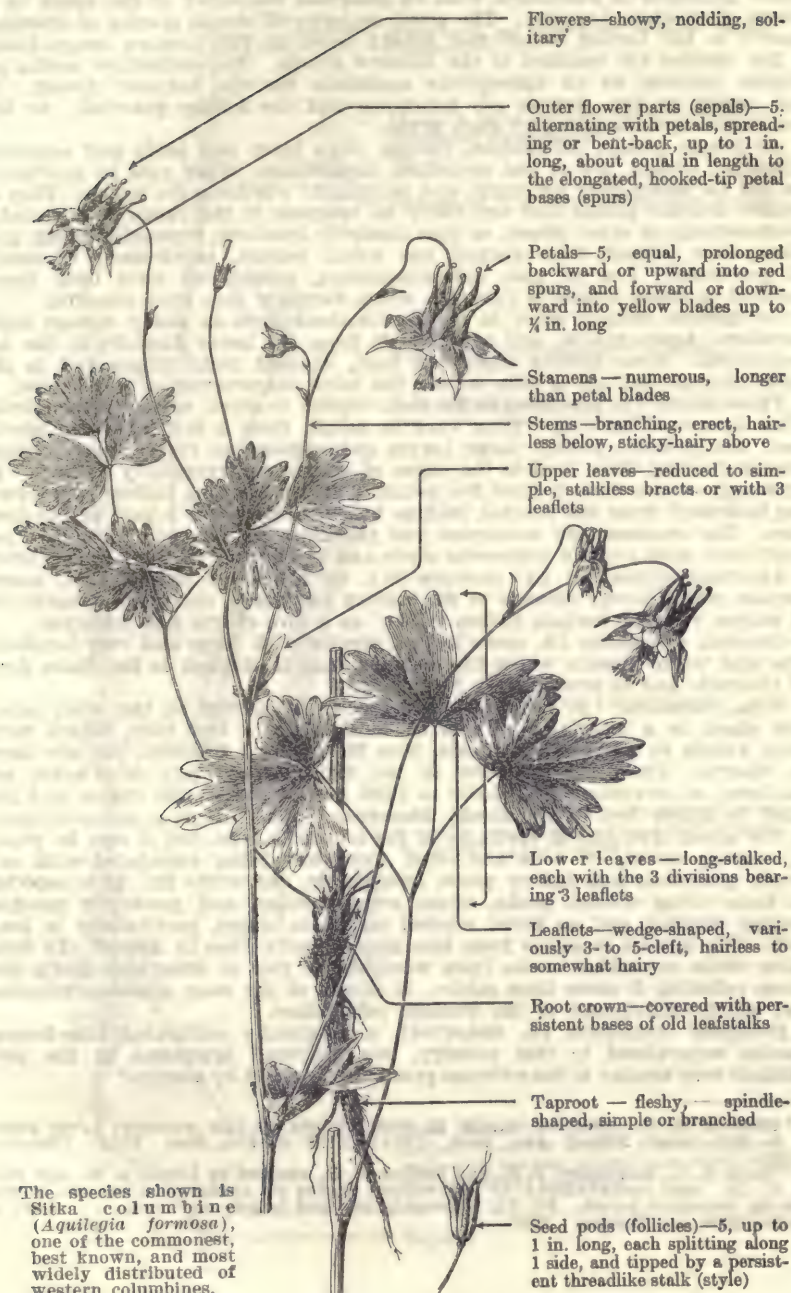 Flowers—showy, nodding, sol-
itary
Outer flower parts (sepals)—5,
alternating with petals, spread-
ing or bent-back, up to 1 in.
long, about equal in length to
the elongated, hooked-tip petal
bases (spurs)
Petals—5, equal, prolonged
backward or upward into red
spurs, and forward or down-
ward into yellow blades up to
¼ in. long
Stamens — numerous, longer
than petal blades
Stems—branching, erect, hair-
less below, sticky-hairy above
Upper leaves—reduced to sim-
ple, stalkless bracts or with 3
leaflets
Lower leaves — long-stalked,
each with the 3 divisions bear-
ing 3 leaflets
Leaflets—wedge-shaped, vari-
ously 3- to 5-cleft, hairless to
somewhat hairy
Root crown—covered with per-
sistent bases of old leafstalks
Taproot — fleshy, — spindle-
shaped, simple or branched
Seed pods (follicles)—5, up to
1 in. long, each splitting along
1 side, and tipped by a persist-
ent threadlike stalk (style)
The species shown is
Sitka columbine
(Aquilegia formosa),
one of the commonest,
best known, and most
widely distributed of
western columbines.